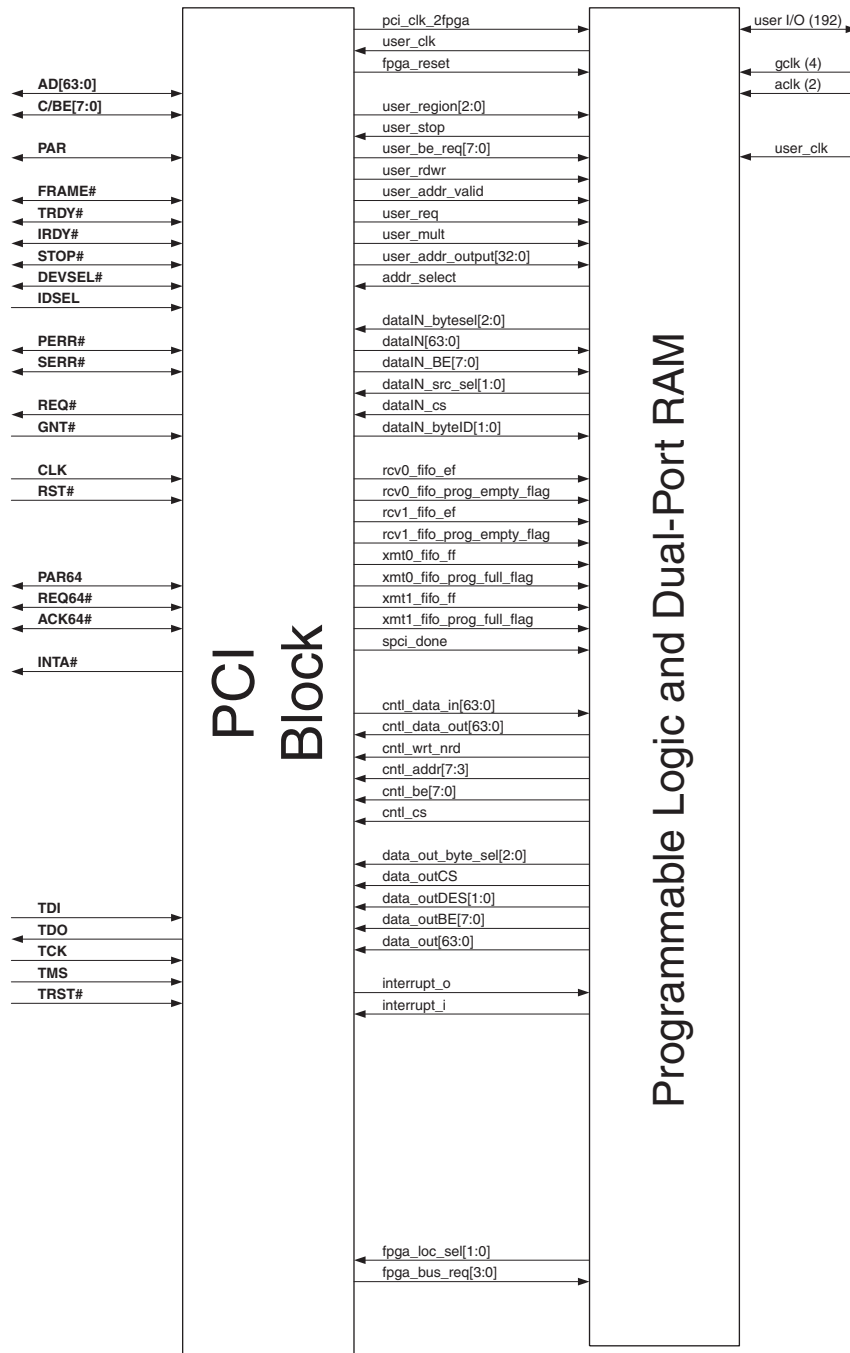 AD[63:0]
C/BE[7:0]
PAR
FRAME#
TRDY#
IRDY#
STOP#
DEVSEL#
IDSEL
PERR#
SERR#
REQ#
GNT#
CLK
RST#
PAR64
REQ64#
ACK64#
INTA#
TDI
TDO
TCK
TMS
TRST#
PCI
Block
pci_clk_2fpga
user_clk
fpga_reset
user_region[2:0]
user_stop
user_be_req[7:0]
user_rdwr
user_addr_valid
user_req
user_mult
user_addr_output[32:0]
addr_select
dataIN_bytesel[2:0]
dataIN[63:0]
dataIN_BE[7:0]
dataIN_src_sel[1:0]
dataIN_cs
dataIN_byteID[1:0]
rcv0_fifo_ef
rcv0_fifo_prog_empty_flag
rcv1_fifo_ef
rcv1_fifo_prog_empty_flag
xmt0_fifo_ff
xmt0_fifo_prog_full_flag
xmt1_fifo_ff
xmt1_fifo_prog_full_flag
spci_done
cntl_data_in[63:0]
cntl_data_out[63:0]
cntl_wrt_nrd
cntl_addr[7:3]
cntl_be[7:0]
cntl_cs
data_out_byte_sel[2:0]
data_outCS
data_outDES[1:0]
data_outBE[7:0]
data_out[63:0]
interrupt_o
interrupt_i
fpga_loc_sel[1:0]
fpga_bus_req[3:0]
Programmable Logic and Dual-Port RAM
user I/O (192)
gclk (4)
aclk (2)
user_clk